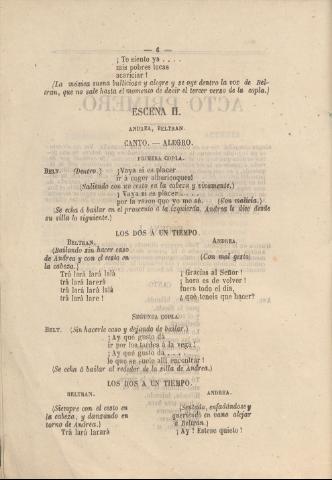 — 6 —
¡Te siento ya . . . .
mis pobres tocas
acariciar!
(La música suena bulliciosa y alegre y se oye dentro la voz de Bel-
tran, que no sale hasta el momento de decir el tercer verso de la copla.)
ESCENA II.
ANDREA, BELTRAN.
CANTO. — ALEGRO.
PRIMERA COPLA.
BELT. (Dentro.) ¡Vaya si es placer
ir á coger albaricoques!
(Saliendo con un cesto en la cabeza y vivamente.)
¡Vaya si es placer . . . .
por la razon que yo me sé. (Con malicia.)
(Se echa á bailar en el proscenio á la izquierda. Andrea le dice desde
su silla lo siguiente.)
LOS DÓS Á UN TIEMPO.
BELTRAN.
(Bailando sin hacer caso
de Andrea y con el cesto en
la cabeza.)
Trá lará lará lalá
trá lará larerá
trá lará lará lalá
trá lará lare!
ANDREA.
(Con mal gesto)
¡Gracias al Señor!
¡hora es de volver!
fuera todo el dia,
¿qué teneis que hacer?
SEGUNDA COPLA.
BELT. (Sin hacerle caso y dejando de bailar.)
¡Ay qué gusto dá
ir por las tardes á la vega!
¡Ay qué gusto dá . . . .
lo que se suele allí encontrar!
(Se echa á bailar al rededor de la silla de Andrea.)
LOS DOS Á UN TIEMPO.
BELTRAN.
(Siempre con el cesto en
la cabeza, y danzando en
torno de Andrea.)
Trá lará larará
ANDREA.
(Sentada, enfadándose y
queriendo en vano alejar
á Beltrán.)
¡Ay! Estese quieto!